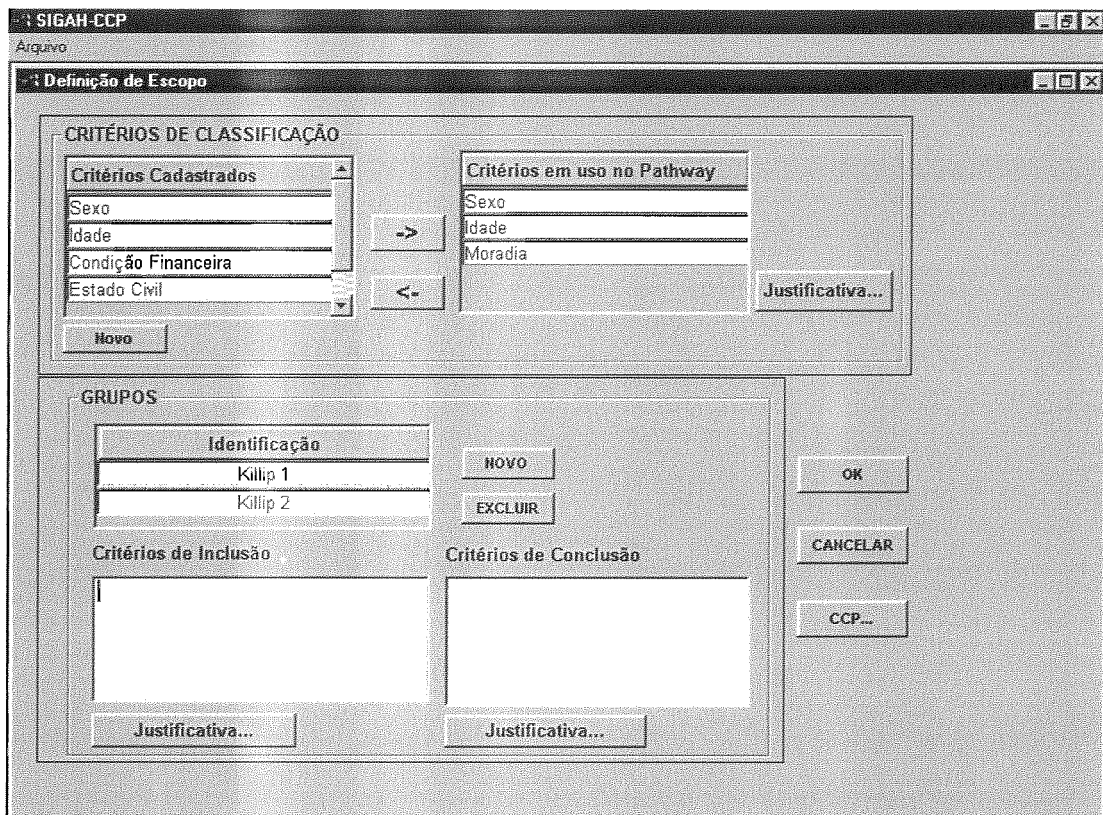 SIGAH-CCP
Arquivo
Definição de Escopo
CRITÉRIOS DE CLASSIFICAÇÃO
Critérios Cadastrados
Sexo
Idade
Condição Financeira
Estado Civil
Novo
->
<-
Critérios em uso no Pathway
Sexo
Idade
Moradia
Justificativa...
GRUPOS
Identificação
Killip 1
Killip 2
NOVO
EXCLUIR
Critérios de Inclusão
Critérios de Conclusão
Justificativa...
Justificativa...
OK
CANCELAR
CCP...